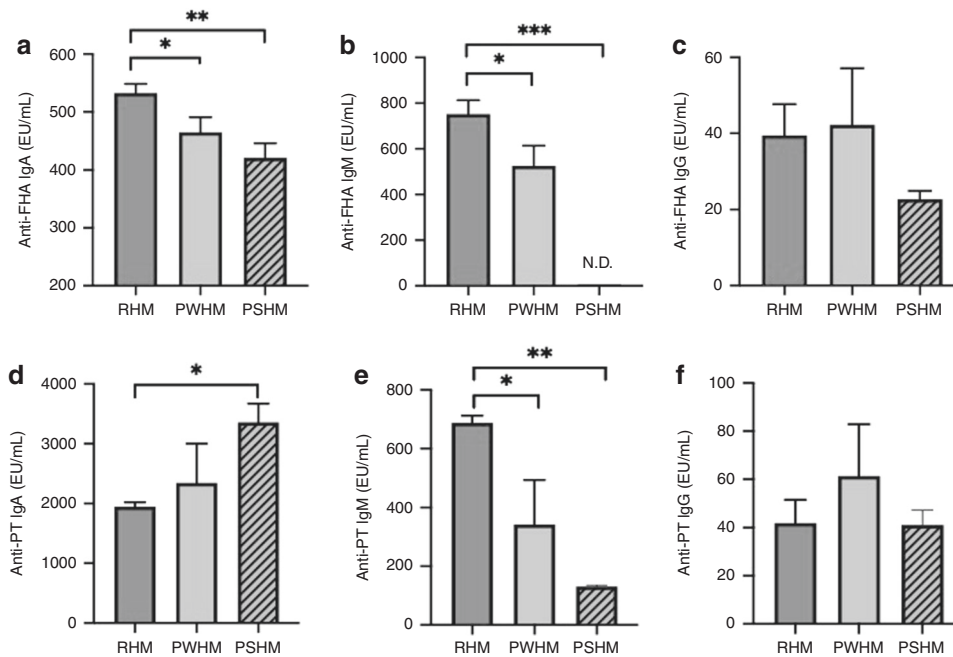 a
**
*
600
500
400
300
200
Anti-FHA IgA (EU/mL)
RHM PWHM PSHM
b
***
*
1000
800
600
400
200
0
Anti-FHA IgM (EU/mL)
N.D.
RHM PWHM PSHM
c
60
40
20
0
Anti-FHA IgG (EU/mL)
RHM PWHM PSHM
d
*
4000
3000
2000
1000
0
Anti-PT IgA (EU/mL)
RHM PWHM PSHM
e
**
*
800
600
400
200
0
Anti-PT IgM (EU/mL)
RHM PWHM PSHM
f
100
80
60
40
20
0
Anti-PT IgG (EU/mL)
RHM PWHM PSHM